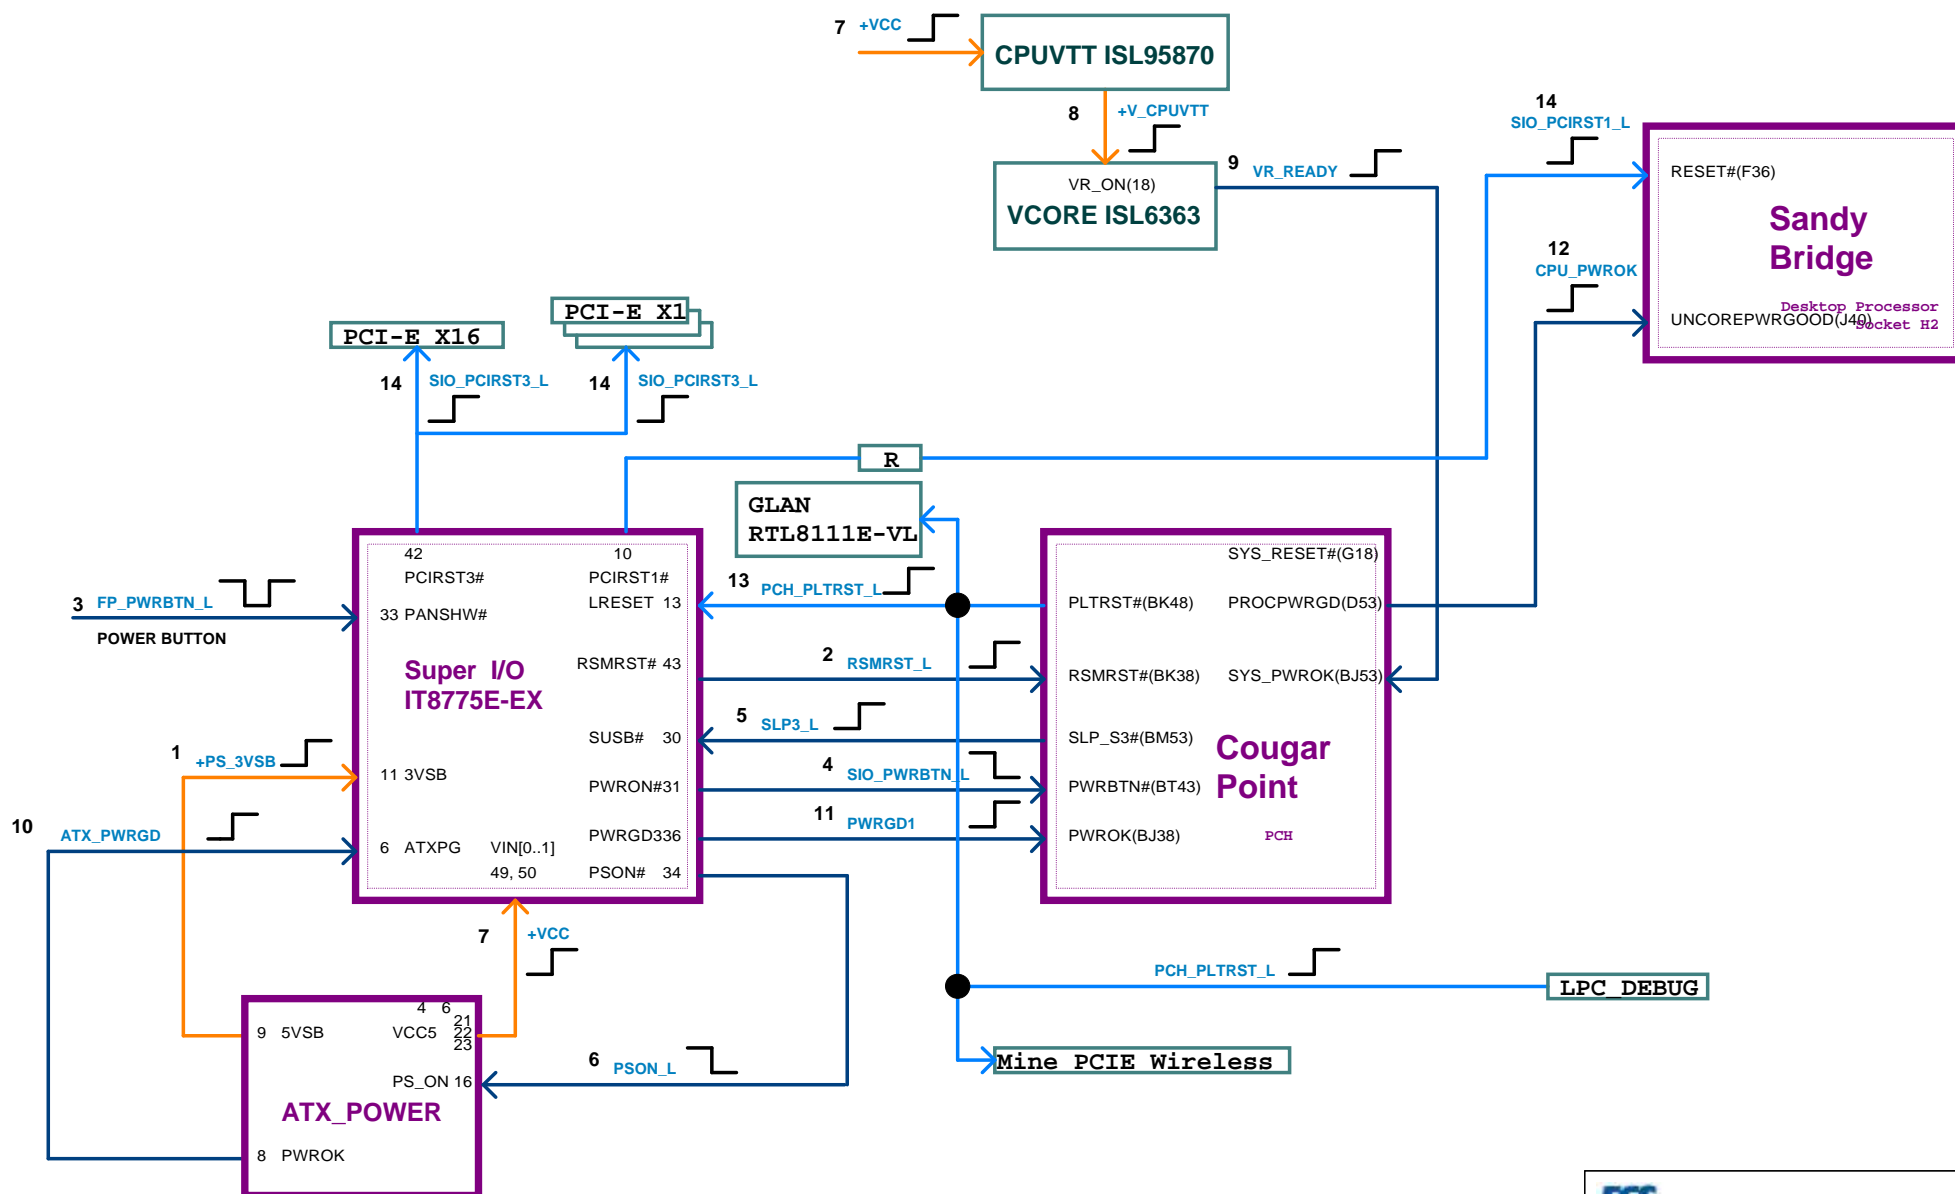 7 +VCC
CPUVTT ISL95870
8 +V_CPUVTT
VR_ON(18)
VCORE ISL6363
9 VR_READY
14
SIO_PCIRST1_L
RESET#(F36)
Sandy
Bridge
12
CPU_PWROK
Desktop Processor
Socket H2
UNCOREPWRGOOD(J40)
PCI-E X16
PCI-E X1
14 SIO_PCIRST3_L
14 SIO_PCIRST3_L
R
GLAN
RTL8111E-VL
42
PCIRST3#
10
PCIRST1#
LRESET 13
3 FP_PWRBTN_L
POWER BUTTON
33 PANSHW#
Super I/O
IT8775E-EX
RSMRST# 43
SUSB# 30
PWRON#31
PWRGD336
PSON# 34
11 3VSB
6 ATXPG
VIN[0..1]
49, 50
1 +PS_3VSB
10 ATX_PWRGD
13 PCH_PLTRST_L
2 RSMRST_L
5 SLP3_L
4 SIO_PWRBTN_L
11 PWRGD1
SYS_RESET#(G18)
PLTRST#(BK48)
PROCPWRGD(D53)
RSMRST#(BK38)
SYS_PWROK(BJ53)
SLP_S3#(BM53)
Cougar
Point
PWRBTN#(BT43)
PWROK(BJ38)
PCH
7 +VCC
4 6
21
22
23
9 5VSB
VCC5
PS_ON 16
ATX_POWER
8 PWROK
6 PSON_L
PCH_PLTRST_L
LPC_DEBUG
Mine PCIE Wireless